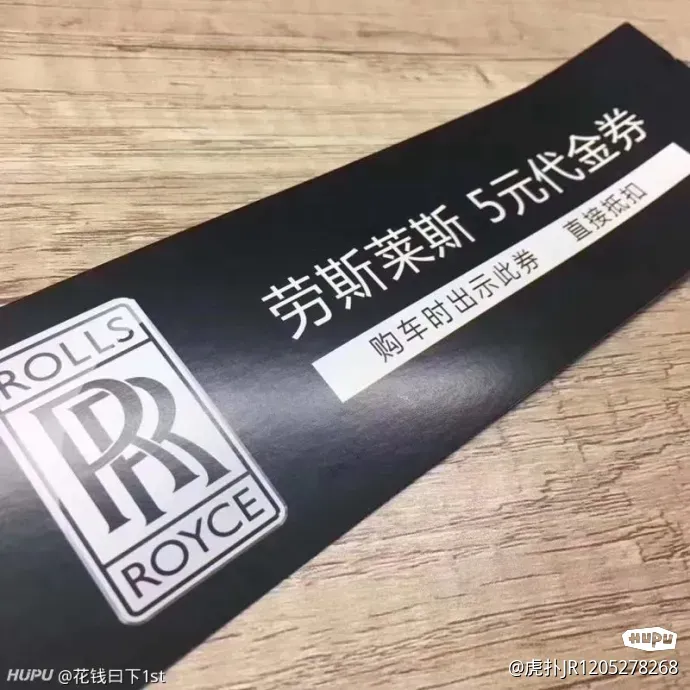 劳斯莱斯 5元代金券
购车时出示此券 直接抵扣
ROLLS
RR
ROYCE
HUPU
HUPU @花钱曰下1st
@虎扑JR1205278268